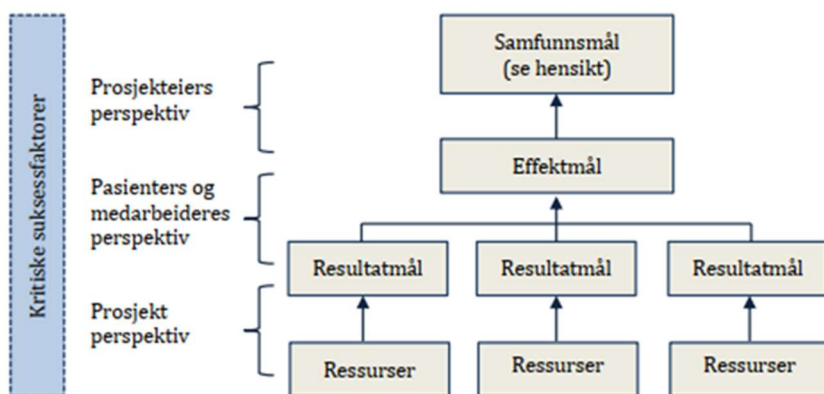 Kritiske suksessfaktorer
Prosjekteiers
perspektiv
Pasienters og
medarbeideres
perspektiv
Prosjekt
perspektiv
Samfunnsmål
(se hensikt)
Effektmål
Resultatmål
Resultatmål
Resultatmål
Ressurser
Ressurser
Ressurser